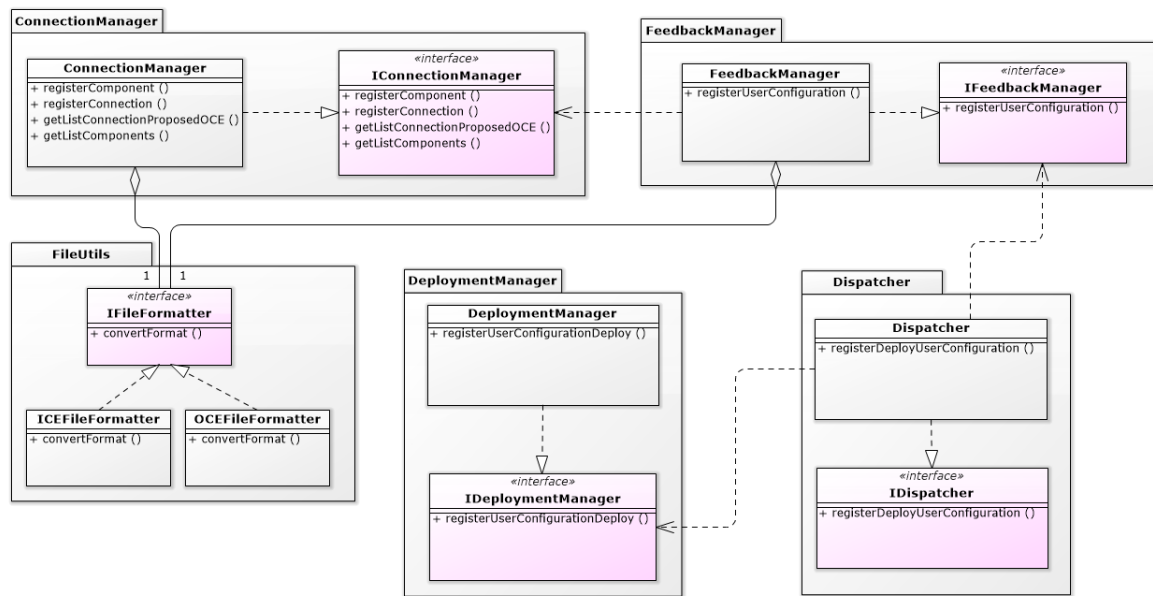 ConnectionManager
ConnectionManager
+ registerComponent ()
+ registerConnection ()
+ getListConnectionProposedOCE ()
+ getListComponents ()
«interface»
IConnectionManager
+ registerComponent ()
+ registerConnection ()
+ getListConnectionProposedOCE ()
+ getListComponents ()
FeedbackManager
FeedbackManager
+ registerUserConfiguration ()
«interface»
IFeedbackManager
+ registerUserConfiguration ()
FileUtils
1
1
«interface»
IFileFormatter
+ convertFormat ()
ICEFileFormatter
+ convertFormat ()
OCEFileFormatter
+ convertFormat ()
DeploymentManager
DeploymentManager
+ registerUserConfigurationDeploy ()
«interface»
IDeploymentManager
+ registerUserConfigurationDeploy ()
Dispatcher
Dispatcher
+ registerDeployUserConfiguration ()
«interface»
IDispatcher
+ registerDeployUserConfiguration ()